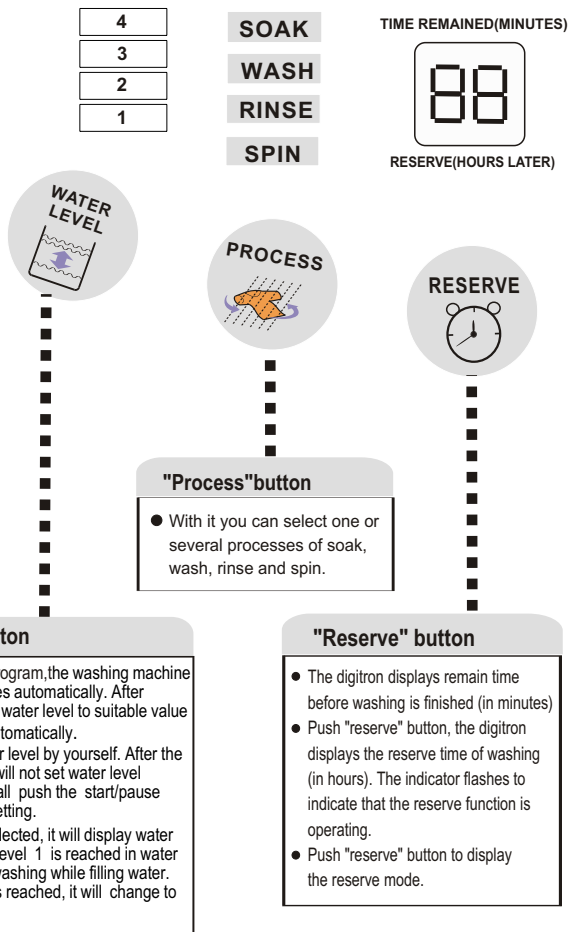 4
3
2
1
SOAK
WASH
RINSE
SPIN
TIME REMAINED(MINUTES)
88
RESERVE(HOURS LATER)
WATER
LEVEL
PROCESS
RESERVE
"Process"button
● With it you can select one or
several processes of soak,
wash, rinse and spin.
rogram,the washing machine
es automatically. After
water level to suitable value
tomatically.
r level by yourself. After the
will not set water level
all push the start/pause
etting.
lected, it will display water
evel 1 is reached in water
washing while filling water.
s reached, it will change to
"Reserve" button
● The digitron displays remain time
before washing is finished (in minutes)
● Push "reserve" button, the digitron
displays the reserve time of washing
(in hours). The indicator flashes to
indicate that the reserve function is
operating.
● Push "reserve" button to display
the reserve mode.